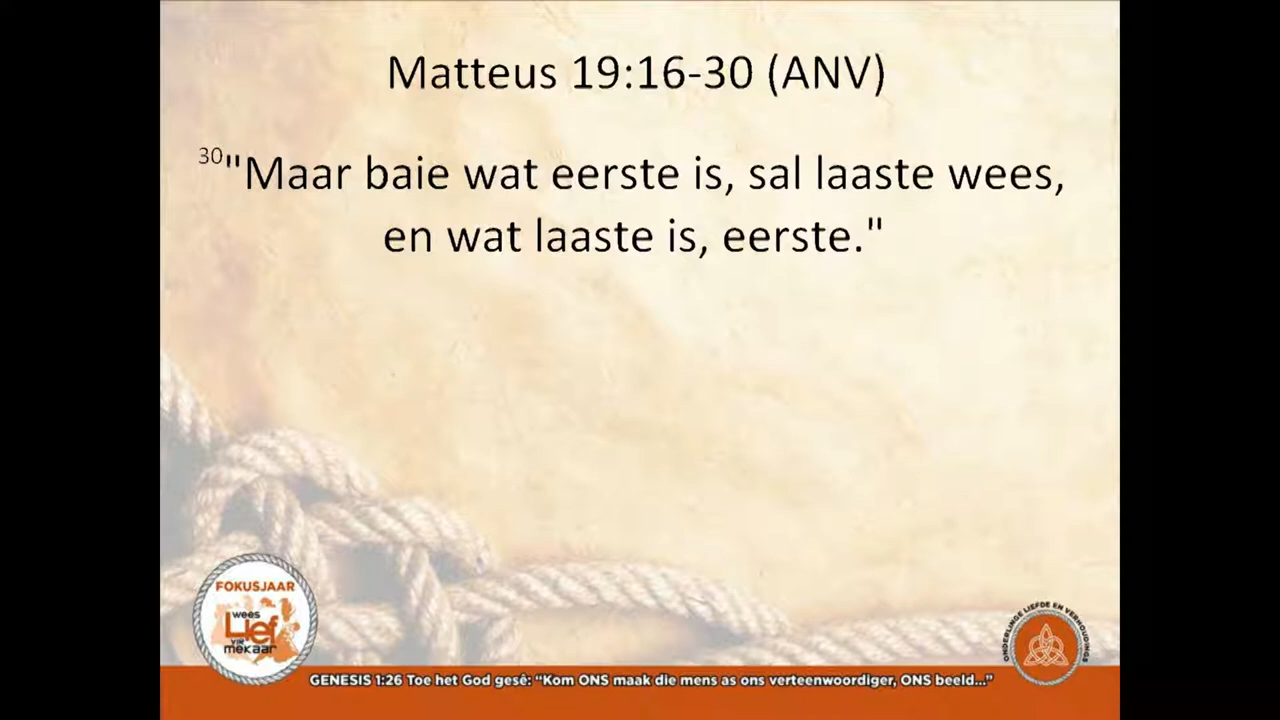 Matteus 19:16-30 (ANV)
30"Maar baie wat eerste is, sal laaste wees,
en wat laaste is, eerste."
FOKUSJAAR
wees
Lief
VIR
mekaar
ONDERLINGE LIEFDE EN VERHOUDINGS
GENESIS 1:26 Toe het God gesê: “Kom ONS maak die mens as ons verteenwoordiger, ONS beeld...”